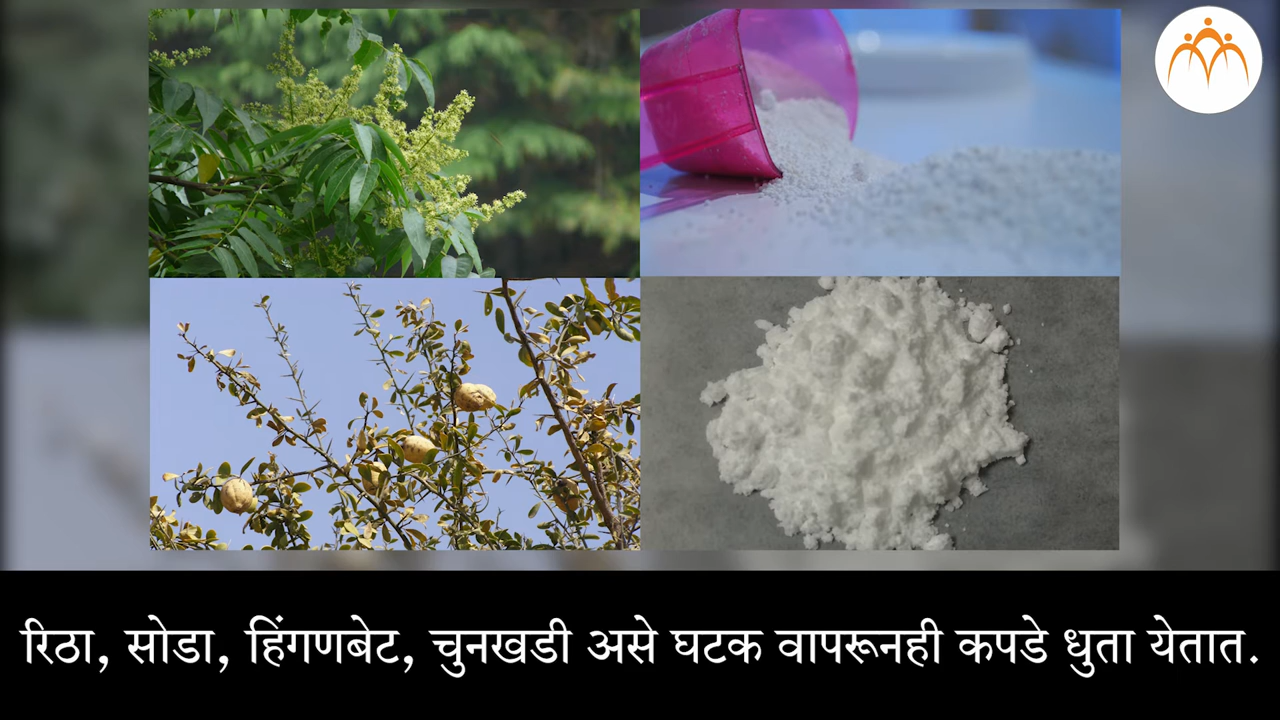 रिठा, सोडा, हिंगणबेट, चुनखडी असे घटक वापरूनही कपडे धुता येतात.